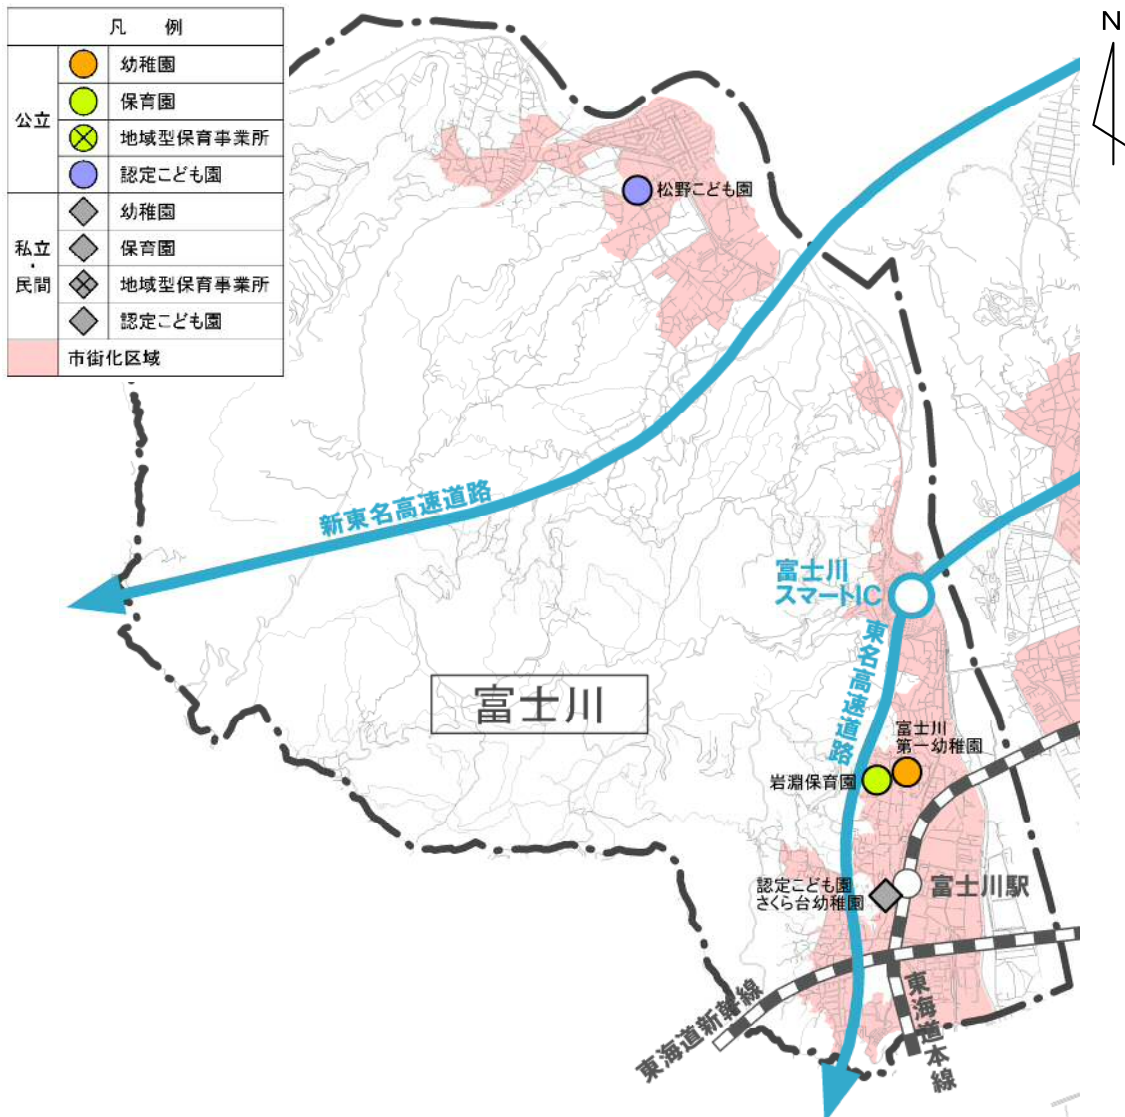 凡　例
公立
幼稚園
保育園
地域型保育事業所
認定こども園
私立・民間
幼稚園
保育園
地域型保育事業所
認定こども園
市街化区域
N
松野こども園
新東名高速道路
富士川
スマートIC
東名高速道路
富士川
富士川
第一幼稚園
岩淵保育園
認定こども園
さくら台幼稚園
富士川駅
東海道新幹線
東海道本線